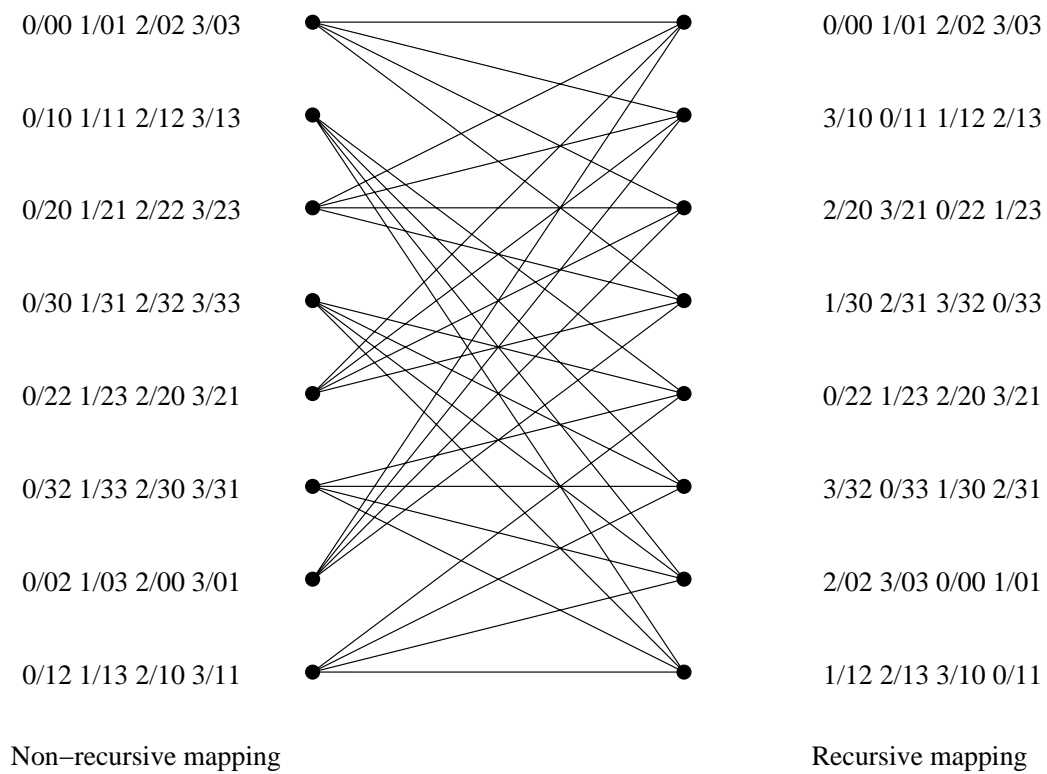 0/00 1/01 2/02 3/03 0/00 1/01 2/02 3/03
0/10 1/11 2/12 3/13 3/10 0/11 1/12 2/13
0/20 1/21 2/22 3/23 2/20 3/21 0/22 1/23
0/30 1/31 2/32 3/33 1/30 2/31 3/32 0/33
0/22 1/23 2/20 3/21 0/22 1/23 2/20 3/21
0/32 1/33 2/30 3/31 3/32 0/33 1/30 2/31
0/02 1/03 2/00 3/01 2/02 3/03 0/00 1/01
0/12 1/13 2/10 3/11 1/12 2/13 3/10 0/11
Non−recursive mapping Recursive mapping